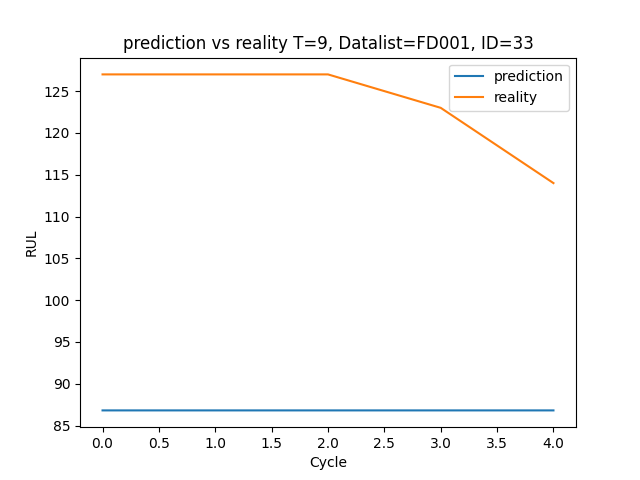 prediction vs reality T=9, Datalist=FD001, ID=33
prediction
reality
RUL
125
120
115
110
105
100
95
90
85
0.0 0.5 1.0 1.5 2.0 2.5 3.0 3.5 4.0
Cycle